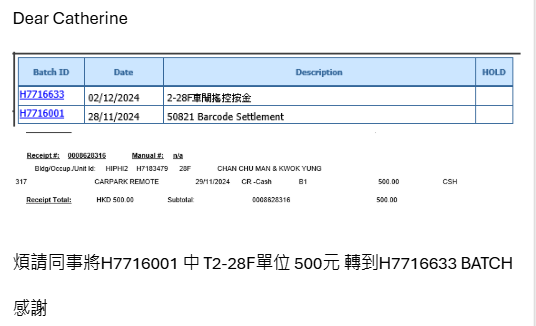 Dear Catherine
Batch ID Date Description HOLD
H7716633 02/12/2024 2-28F車閘搖控按金
H7716001 28/11/2024 50821 Barcode Settlement
Receipt #: 0008628316 Manual #: n/a
Bldg/Occup./Unit Id: HIPHI2 H7183479 28F CHAN CHU MAN & KWOK YUNG
317 CARPARK REMOTE 29/11/2024 CR -Cash B1 500.00 CSH
Receipt Total: HKD 500.00 Subtotal: 0008628316 500.00
煩請同事將H7716001 中 T2-28F單位 500元 轉到H7716633 BATCH
感謝